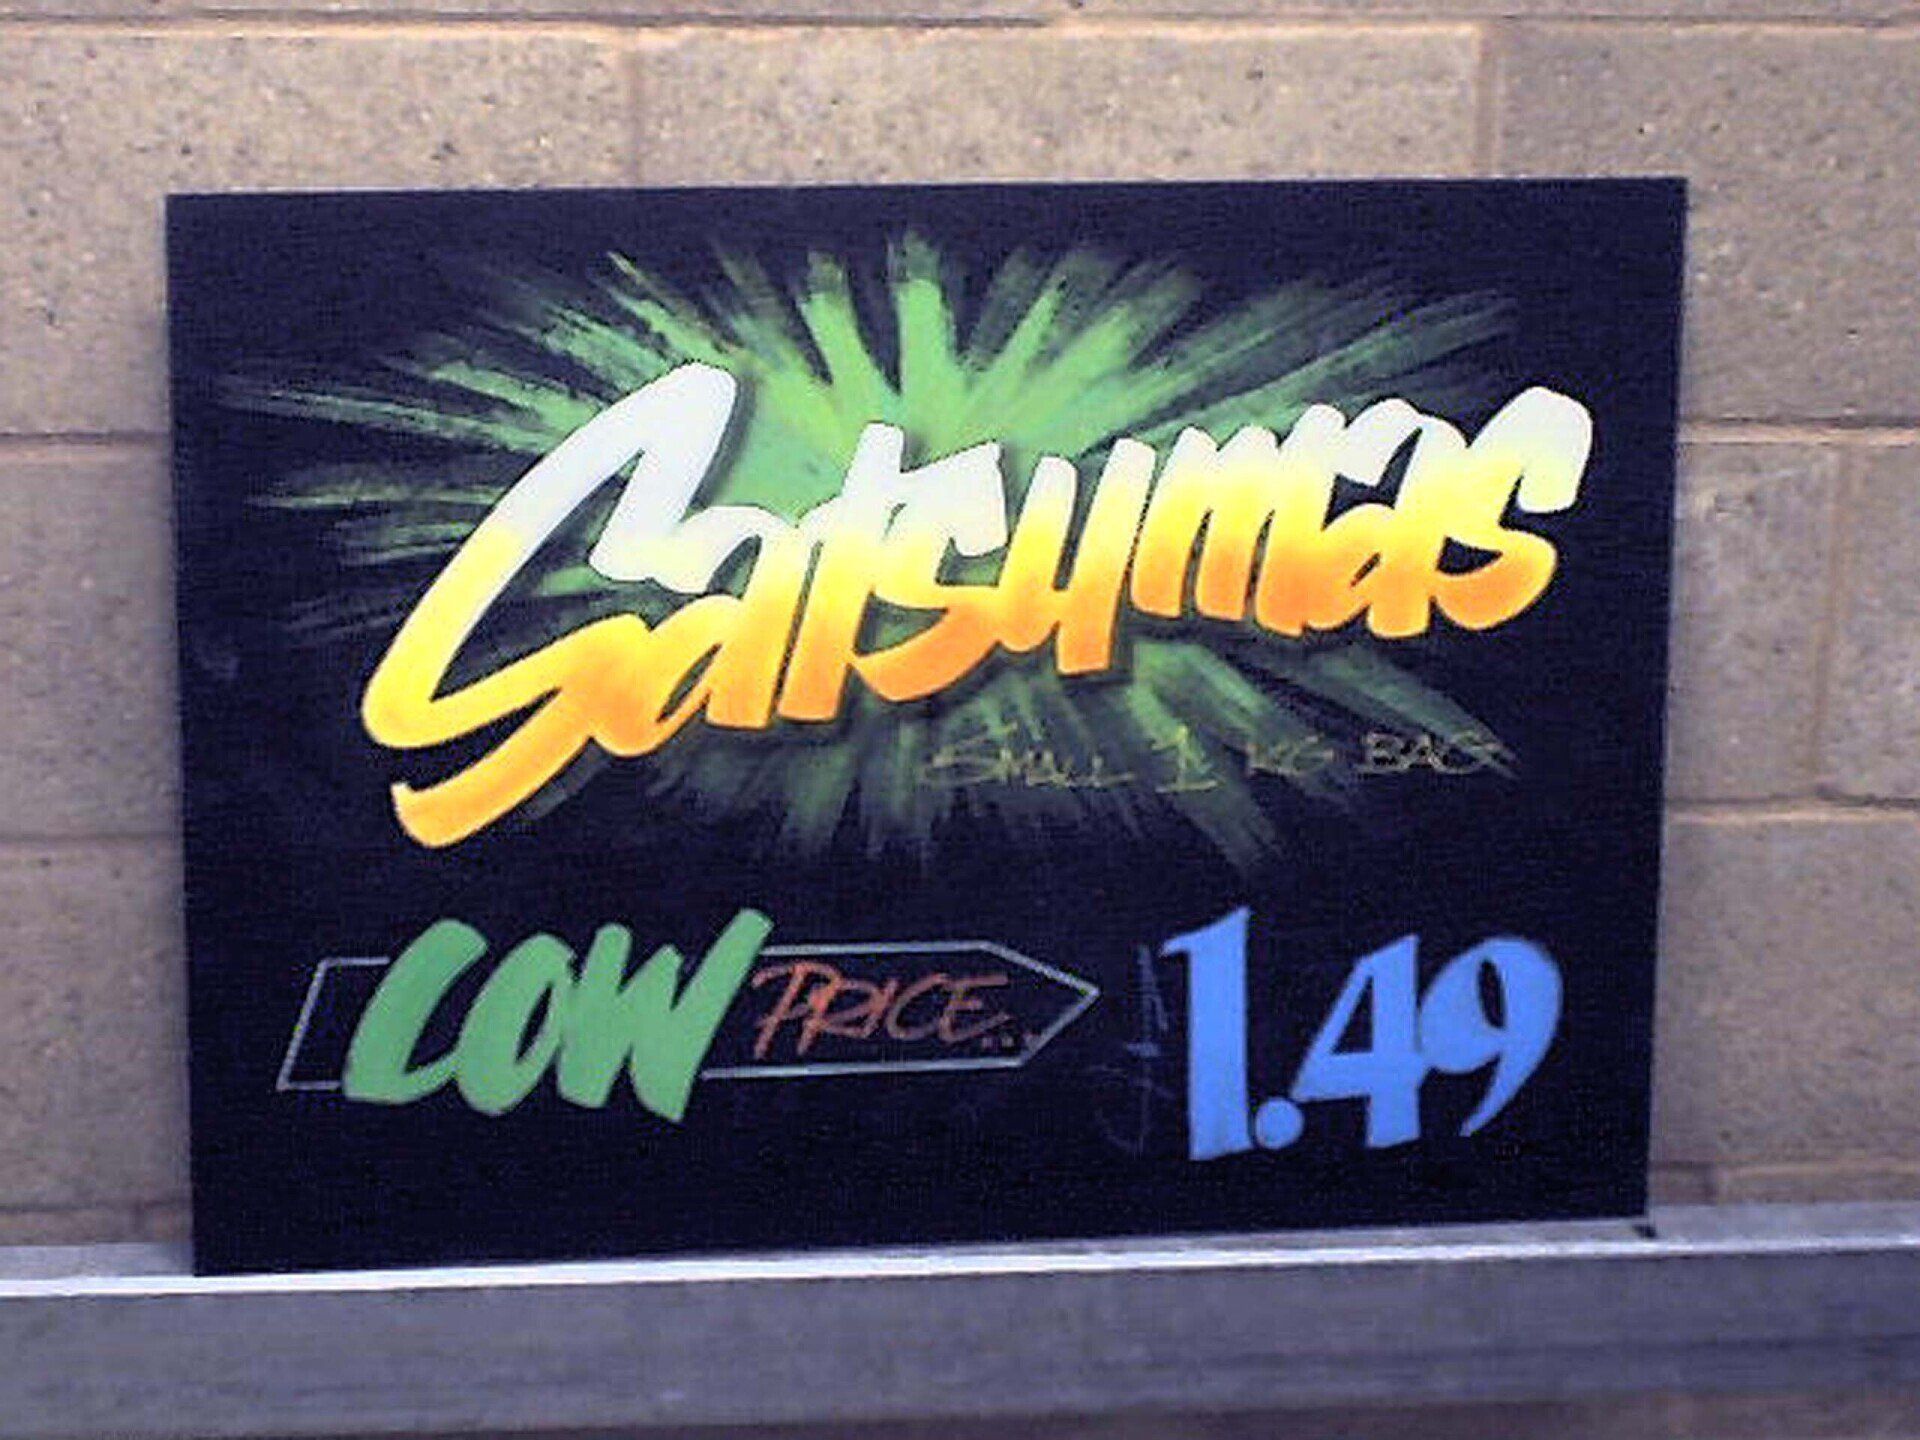 Satsumas
SMALL 1 KG BAG
LOW PRICE...
1.49